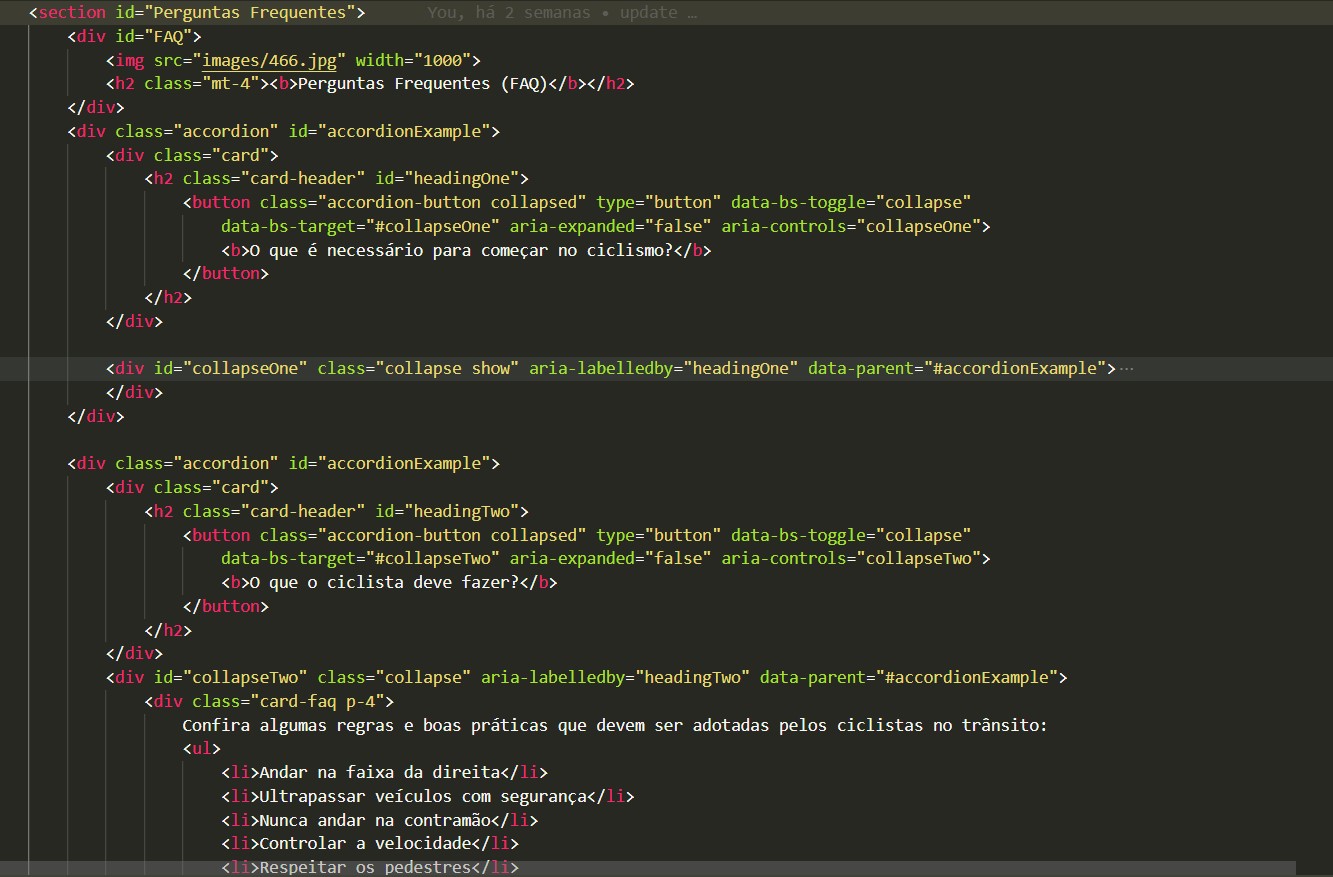 <section id="Perguntas Frequentes"> You, há 2 semanas • update …
<div id="FAQ">
<img src="images/466.jpg" width="1000">
<h2 class="mt-4"><b>Perguntas Frequentes (FAQ)</b></h2>
</div>
<div class="accordion" id="accordionExample">
<div class="card">
<h2 class="card-header" id="headingOne">
<button class="accordion-button collapsed" type="button" data-bs-toggle="collapse"
data-bs-target="#collapseOne" aria-expanded="false" aria-controls="collapseOne">
<b>O que é necessário para começar no ciclismo?</b>
</button>
</h2>
</div>
<div id="collapseOne" class="collapse show" aria-labelledby="headingOne" data-parent="#accordionExample">…
</div>
</div>
<div class="accordion" id="accordionExample">
<div class="card">
<h2 class="card-header" id="headingTwo">
<button class="accordion-button collapsed" type="button" data-bs-toggle="collapse"
data-bs-target="#collapseTwo" aria-expanded="false" aria-controls="collapseTwo">
<b>O que o ciclista deve fazer?</b>
</button>
</h2>
</div>
<div id="collapseTwo" class="collapse" aria-labelledby="headingTwo" data-parent="#accordionExample">
<div class="card-faq p-4">
Confira algumas regras e boas práticas que devem ser adotadas pelos ciclistas no trânsito:
<ul>
<li>Andar na faixa da direita</li>
<li>Ultrapassar veículos com segurança</li>
<li>Nunca andar na contramão</li>
<li>Controlar a velocidade</li>
<li>Respeitar os pedestres</li>